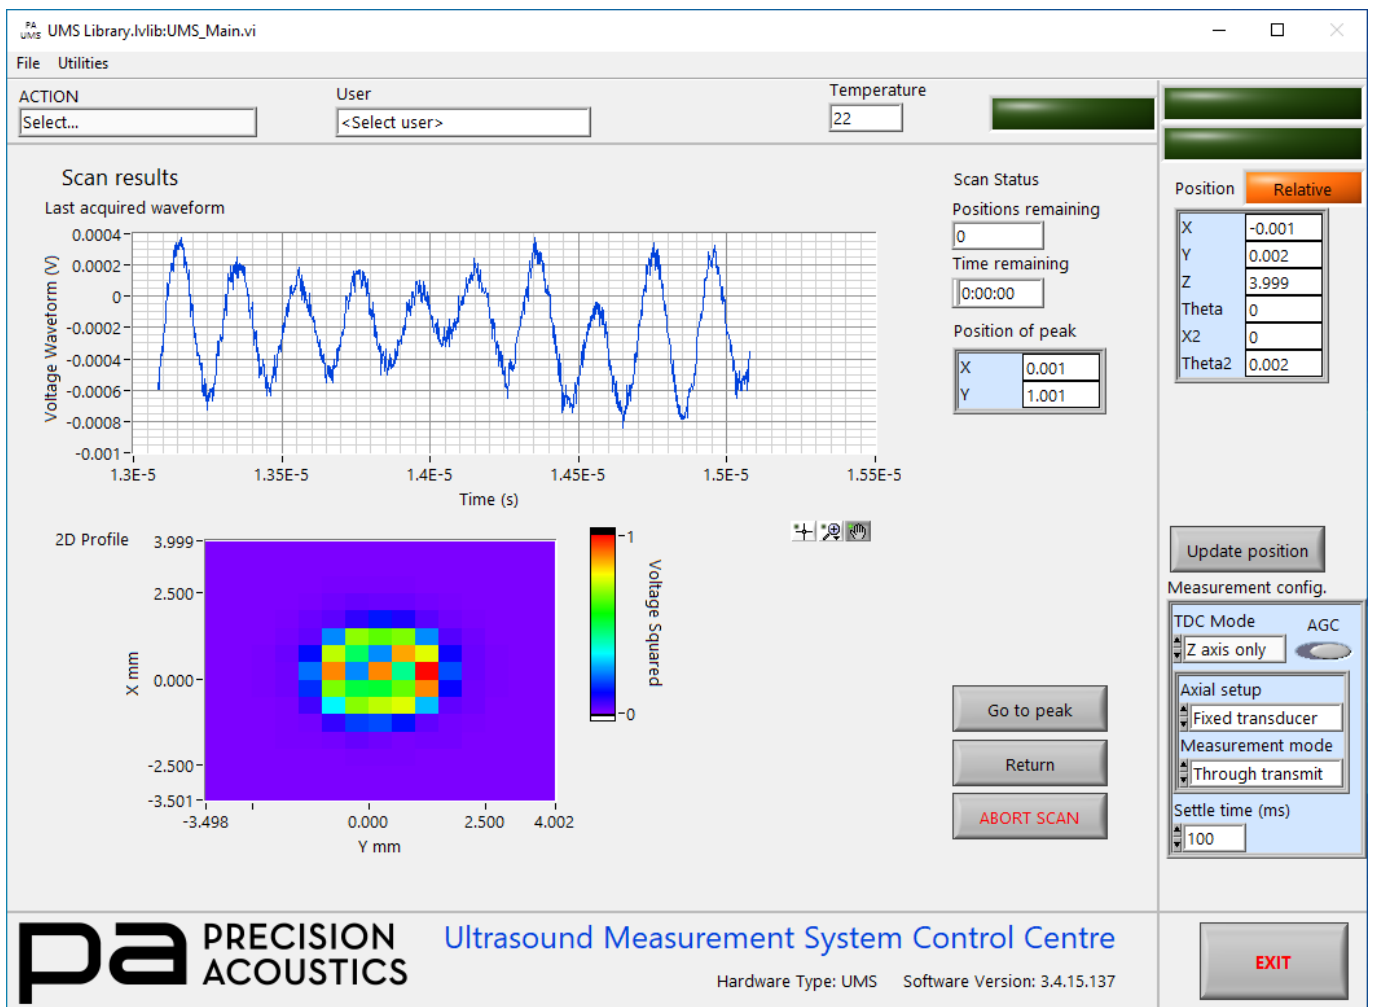 PA
UMS UMS Library.lvlib:UMS_Main.vi
File Utilities
ACTION
Select...
User
<Select user>
Temperature
22
Scan results
Last acquired waveform
Voltage Waveform (V)
0.0004
0.0002
0
-0.0002
-0.0004
-0.0006
-0.0008
-0.001
1.3E-5 1.35E-5 1.4E-5 1.45E-5 1.5E-5 1.55E-5
Time (s)
Scan Status
Positions remaining
0
Time remaining
0:00:00
Position of peak
X 0.001
Y 1.001
Position Relative
X -0.001
Y 0.002
Z 3.999
Theta 0
X2 0
Theta2 0.002
2D Profile
X mm
3.999
2.500
0.000
-2.500
-3.501
-3.498 0.000 2.500 4.002
Y mm
1
0
Voltage Squared
Go to peak
Return
ABORT SCAN
Update position
Measurement config.
TDC Mode AGC
Z axis only
Axial setup
Fixed transducer
Measurement mode
Through transmit
Settle time (ms)
100
pa PRECISION
ACOUSTICS
Ultrasound Measurement System Control Centre
Hardware Type: UMS Software Version: 3.4.15.137
EXIT